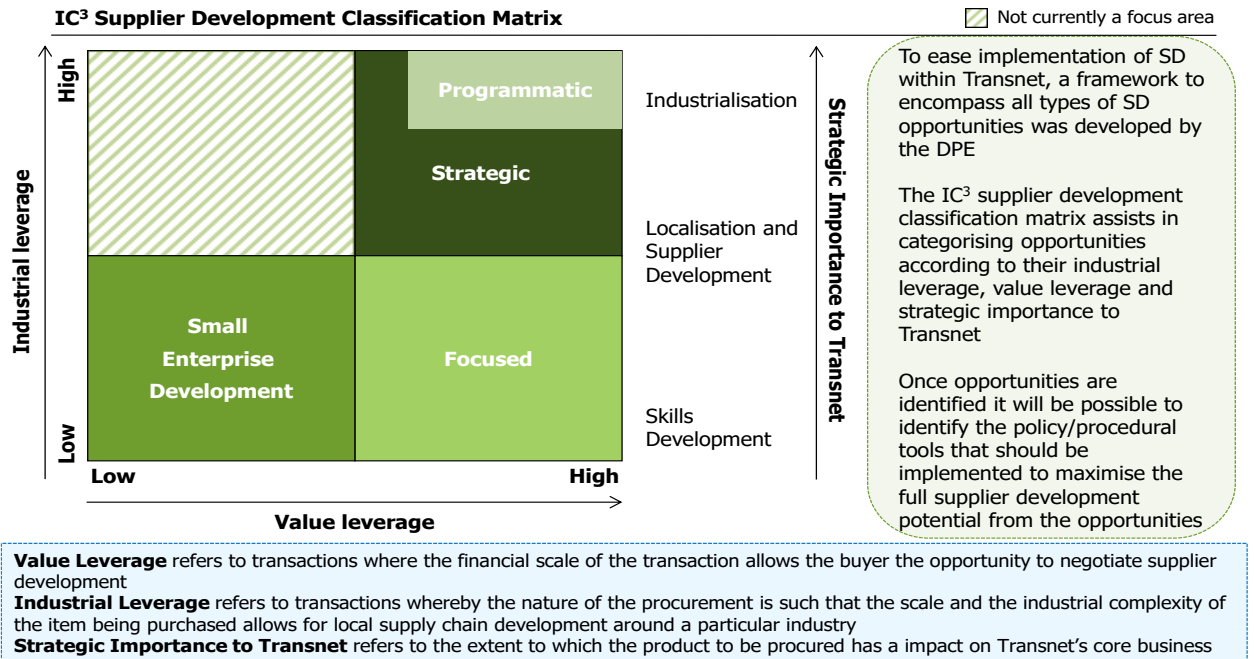 IC³ Supplier Development Classification Matrix
Not currently a focus area
High
Industrial leverage
Low
Programmatic
Strategic
Small
Enterprise
Development
Focused
Low
High
Value leverage
Industrialisation
Localisation and
Supplier
Development
Skills
Development
Strategic Importance to Transnet
To ease implementation of SD
within Transnet, a framework to
encompass all types of SD
opportunities was developed by
the DPE
The IC³ supplier development
classification matrix assists in
categorising opportunities
according to their industrial
leverage, value leverage and
strategic importance to
Transnet
Once opportunities are
identified it will be possible to
identify the policy/procedural
tools that should be
implemented to maximise the
full supplier development
potential from the opportunities
Value Leverage refers to transactions where the financial scale of the transaction allows the buyer the opportunity to negotiate supplier
development
Industrial Leverage refers to transactions whereby the nature of the procurement is such that the scale and the industrial complexity of
the item being purchased allows for local supply chain development around a particular industry
Strategic Importance to Transnet refers to the extent to which the product to be procured has a impact on Transnet's core business